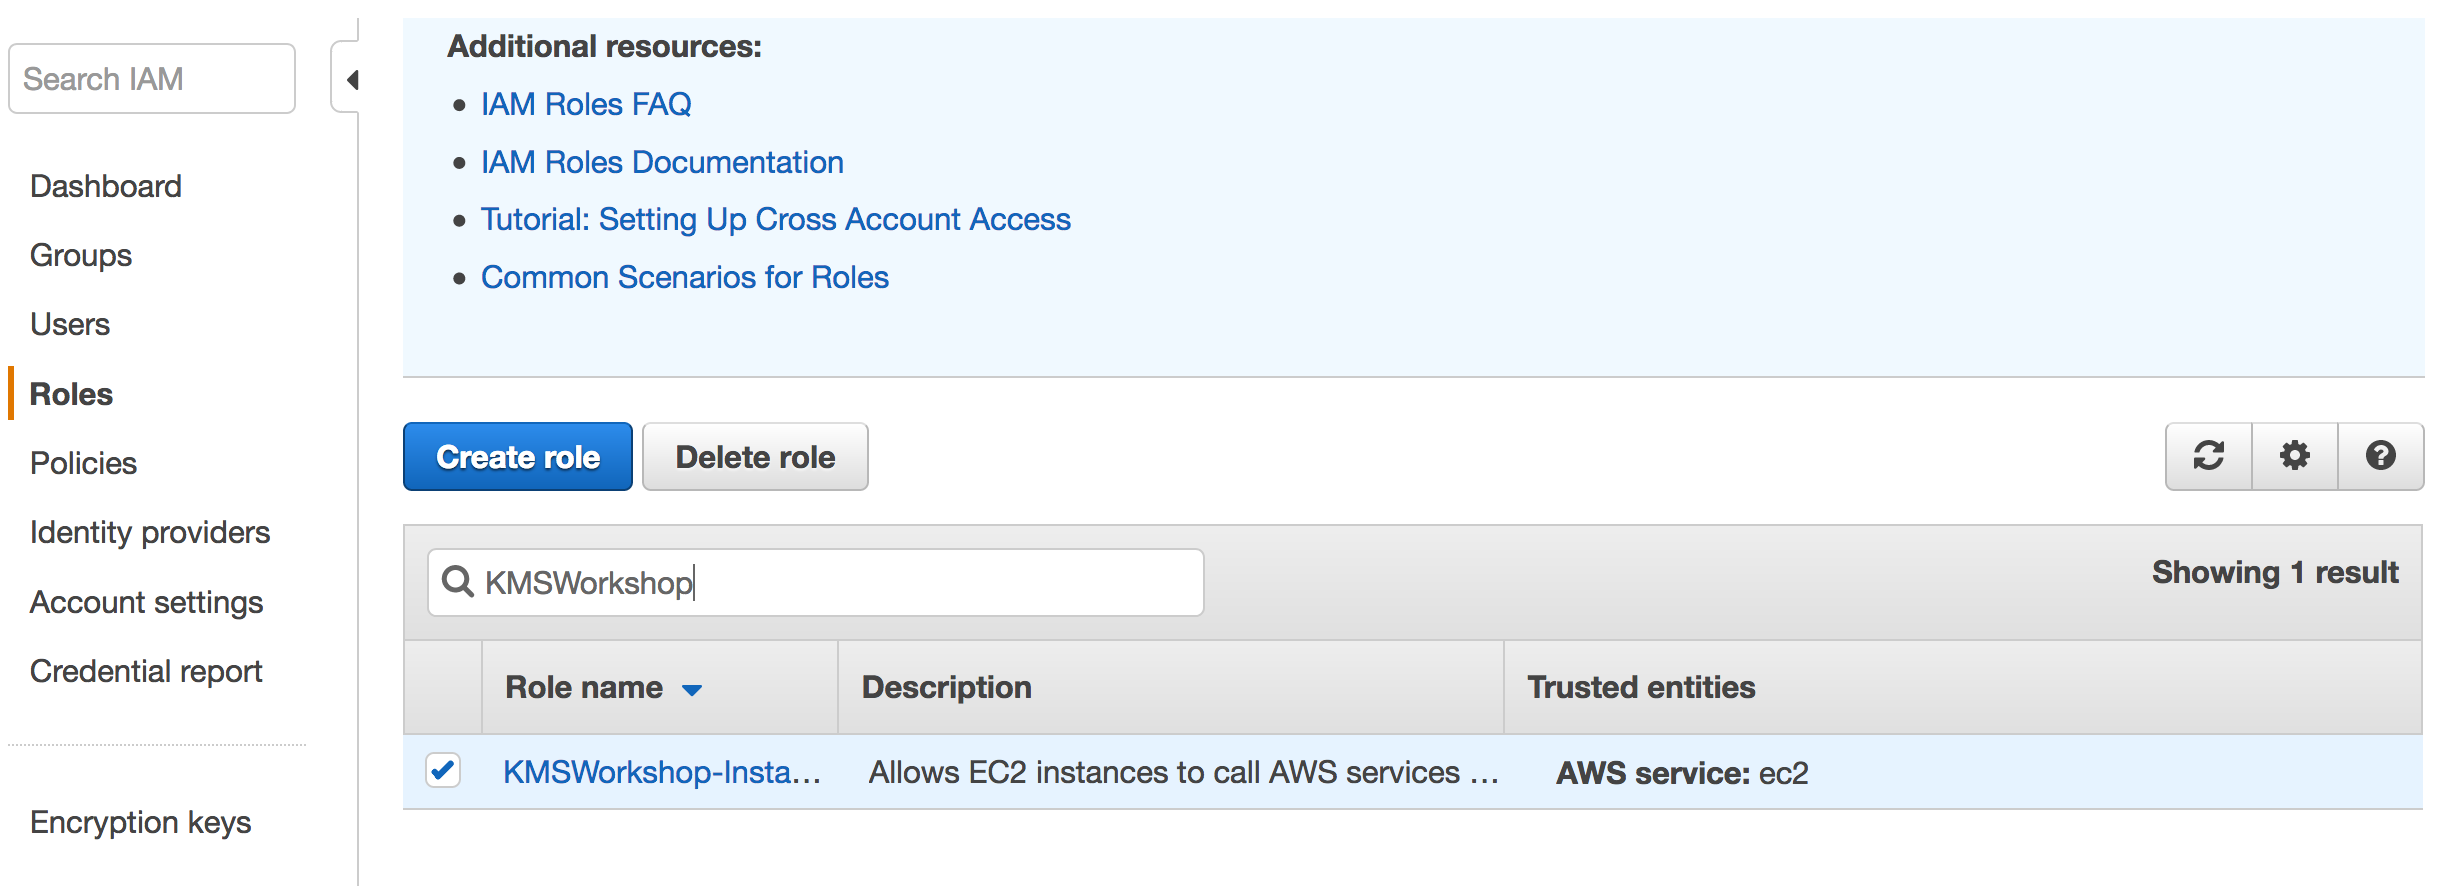 Search IAM
Dashboard
Groups
Users
Roles
Policies
Identity providers
Account settings
Credential report
Encryption keys
Additional resources:
IAM Roles FAQ
IAM Roles Documentation
Tutorial: Setting Up Cross Account Access
Common Scenarios for Roles
Create role
Delete role
KMSWorkshop
Showing 1 result
Role name
Description
Trusted entities
KMSWorkshop-Insta...
Allows EC2 instances to call AWS services ...
AWS service: ec2